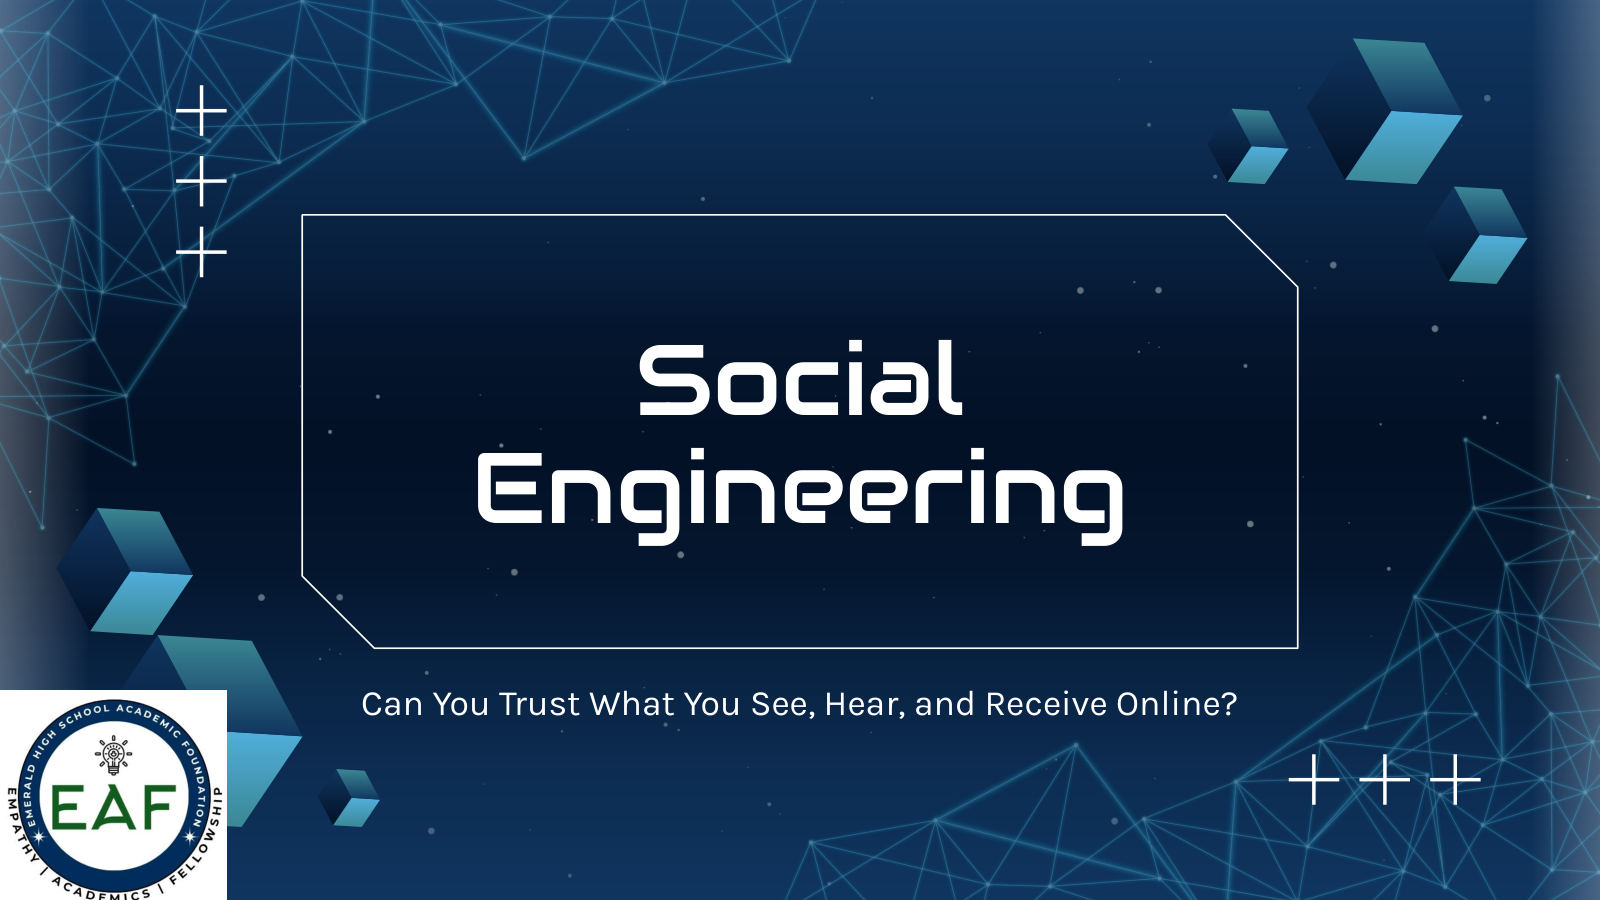 Social
Engineering
Can You Trust What You See, Hear, and Receive Online?
EMERALD HIGH SCHOOL ACADEMIC FOUNDATION
EAF
EMPATHY | ACADEMICS | FELLOWSHIP